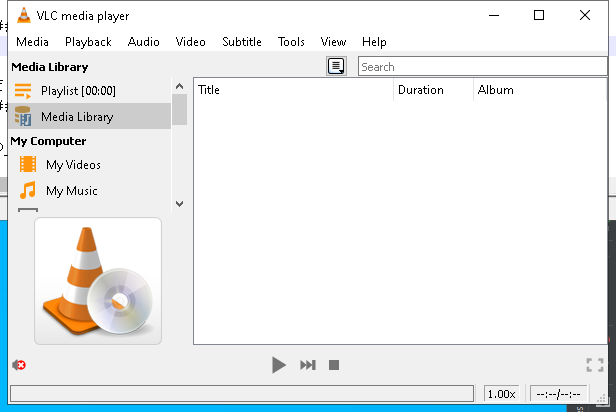 VLC media player
Media Playback Audio Video Subtitle Tools View Help
Media Library
Search
Playlist [00:00]
Title Duration Album
Media Library
My Computer
My Videos
My Music
1.00x --:--/--:--